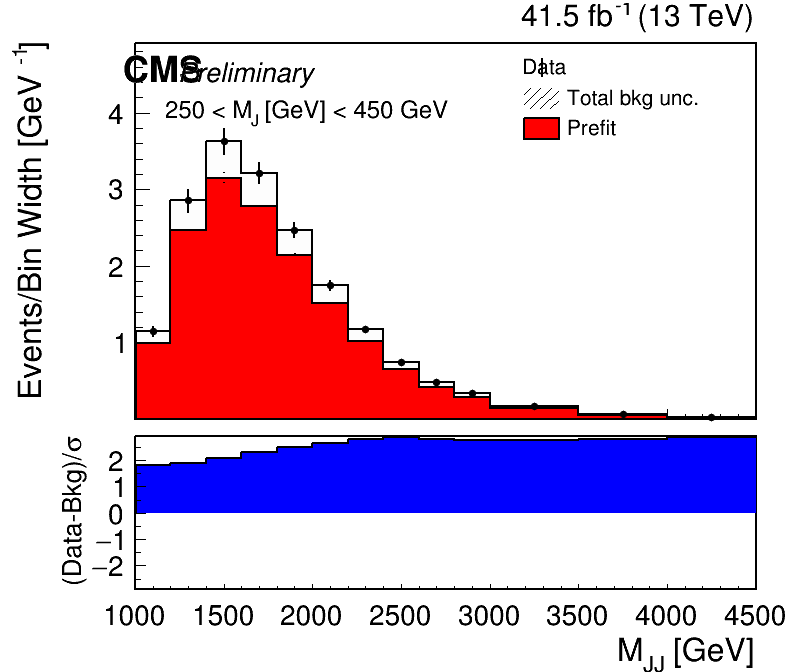 41.5 fb⁻¹ (13 TeV)
CMS Preliminary
250 < M_J [GeV] < 450 GeV
Data
Total bkg unc.
Prefit
Events/Bin Width [GeV⁻¹]
4
3
2
1
(Data-Bkg)/σ
2
1
0
−1
−2
1000 1500 2000 2500 3000 3500 4000 4500
M_JJ [GeV]